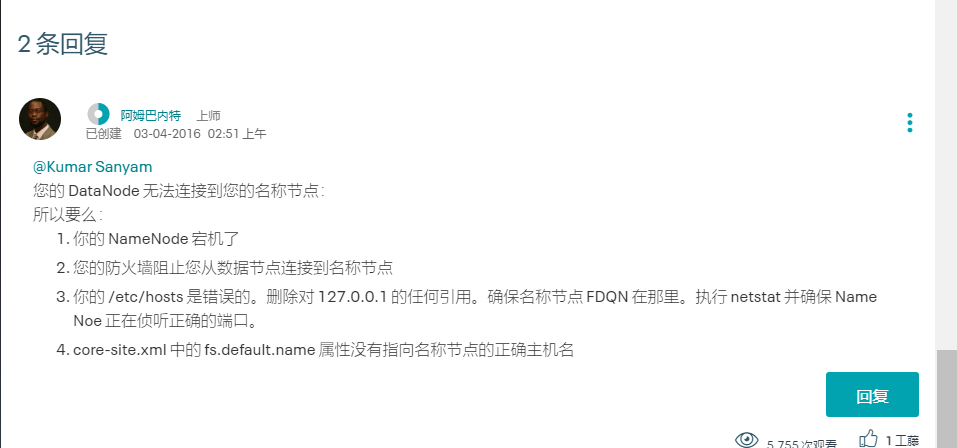 2 条回复
阿姆巴内特 上师
已创建 03-04-2016 02:51 上午
@Kumar Sanyam
您的 DataNode 无法连接到您的名称节点：
所以要么：
1. 你的 NameNode 宕机了
2. 您的防火墙阻止您从数据节点连接到名称节点
3. 你的 /etc/hosts 是错误的。删除对 127.0.0.1 的任何引用。确保名称节点 FDQN 在那里。执行 netstat 并确保 Name
Noe 正在侦听正确的端口。
4. core-site.xml 中的 fs.default.name 属性没有指向名称节点的正确主机名
回复
5,755 次观看 1 工藤